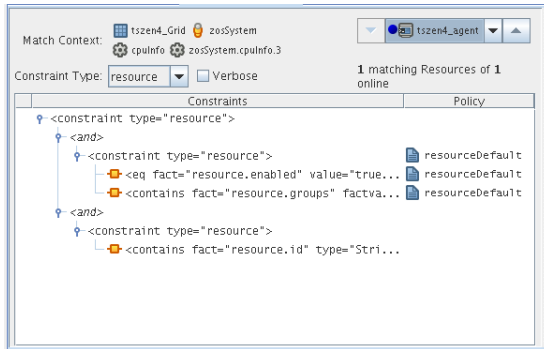 Match Context: tszen4_Grid zosSystem
cpuInfo zosSystem.cpuInfo.3
tszen4_agent
Constraint Type: resource Verbose
1 matching Resources of 1
online
Constraints Policy
<constraint type="resource">
<and>
<constraint type="resource"> resourceDefault
<eq fact="resource.enabled" value="true... resourceDefault
<contains fact="resource.groups" factva... resourceDefault
<and>
<constraint type="resource">
<contains fact="resource.id" type="Stri...